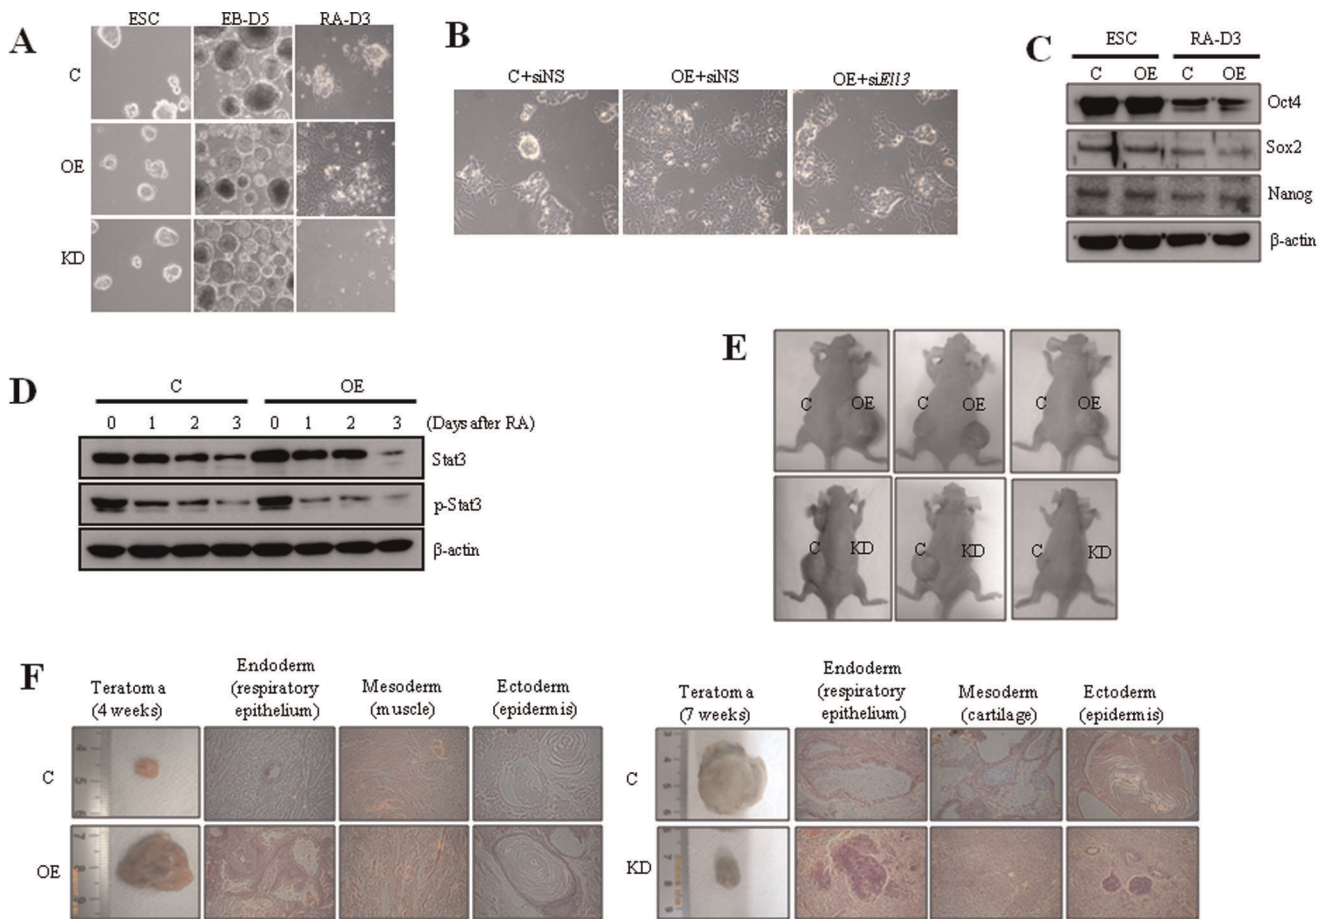 A
ESC EB-D5 RA-D3
C
OE
KD
B
C+siNS OE+siNS OE+siEll3
C
ESC RA-D3
C OE C OE
Oct4
Sox2
Nanog
β-actin
D
C OE
0 1 2 3 0 1 2 3 (Days after RA)
Stat3
p-Stat3
β-actin
E
C OE C OE C OE
C KD C KD C KD
F
Teratoma
(4 weeks)
Endoderm
(respiratory
epithelium)
Mesoderm
(muscle)
Ectoderm
(epidermis)
C
OE
Teratoma
(7 weeks)
Endoderm
(respiratory
epithelium)
Mesoderm
(cartilage)
Ectoderm
(epidermis)
C
KD